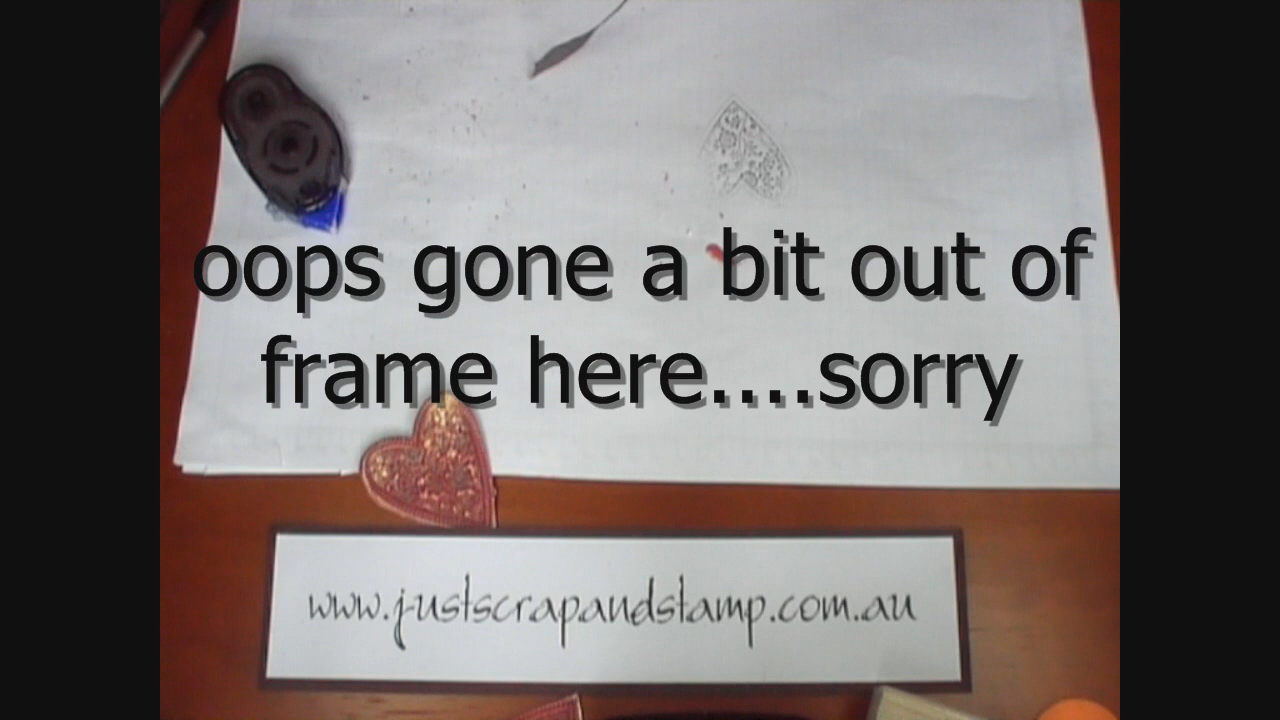 oops gone a bit out of
frame here....sorry
www.justscrapandstamp.com.au